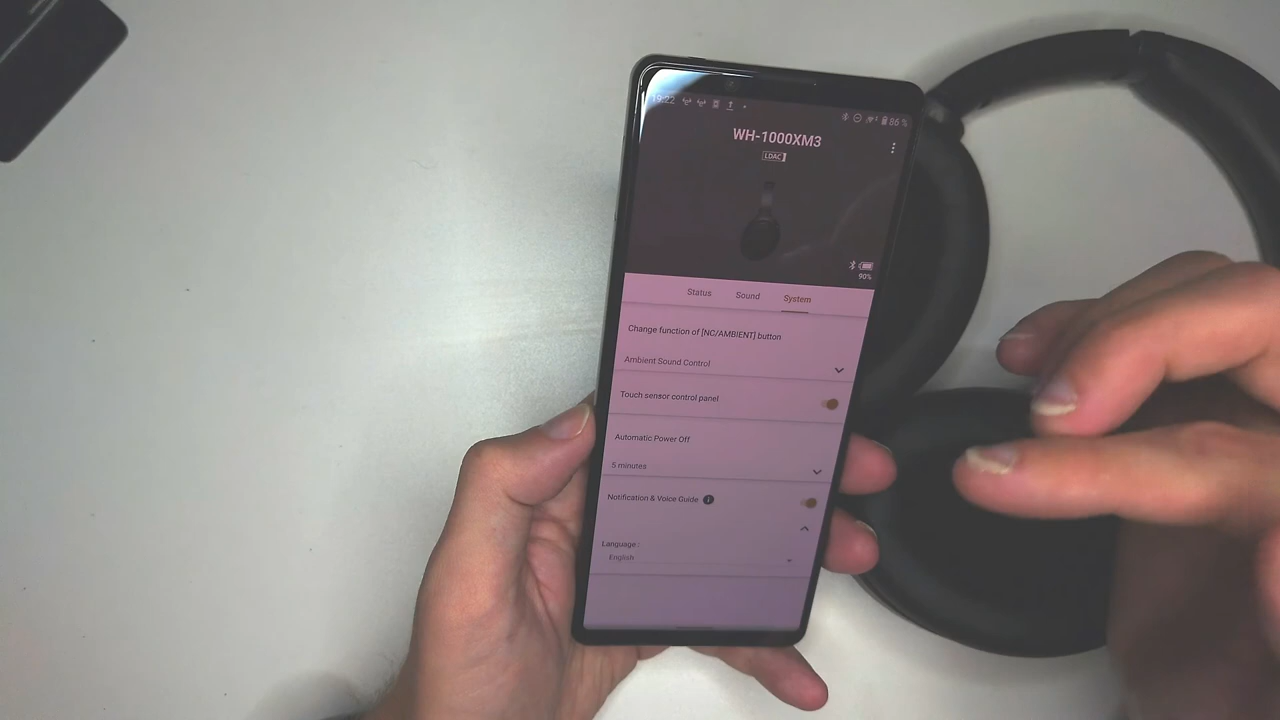 19:22
86 %
WH-1000XM3
LDAC
90%
Status Sound System
Change function of [NC/AMBIENT] button
Ambient Sound Control
Touch sensor control panel
Automatic Power Off
5 minutes
Notification & Voice Guide
Language :
English